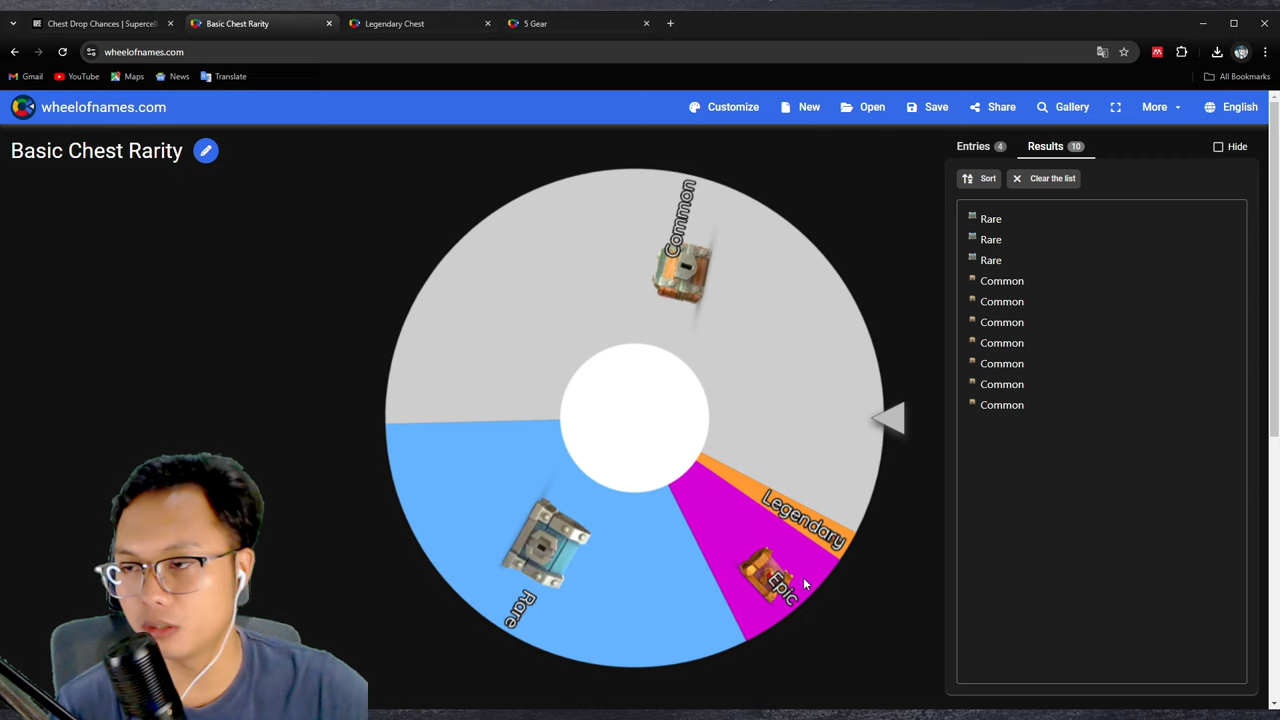 Chest Drop Chances | Supercell
Basic Chest Rarity
Legendary Chest
5 Gear
wheelofnames.com
Gmail
YouTube
Maps
News
Translate
All Bookmarks
wheelofnames.com
Customize
New
Open
Save
Share
Gallery
More
English
Basic Chest Rarity
Entries 4
Results 10
Hide
Sort
Clear the list
Rare
Rare
Rare
Common
Common
Common
Common
Common
Common
Common
Common
Legendary
Epic
Rare